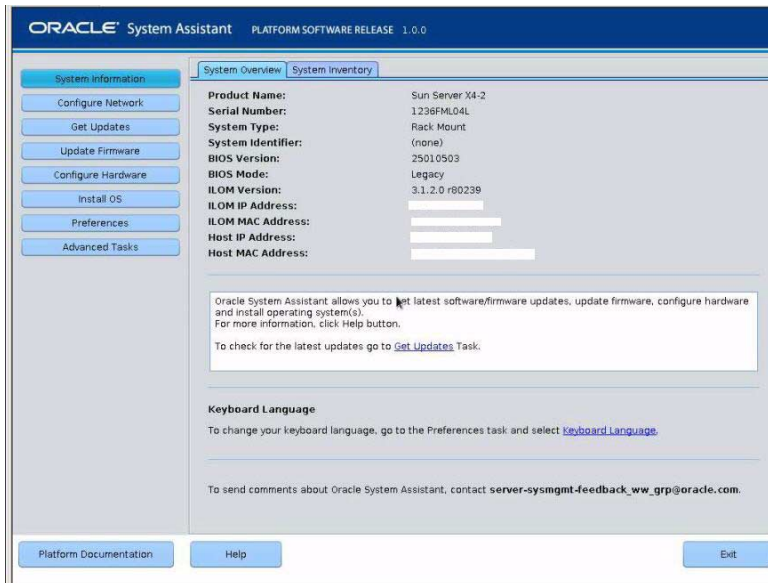 ORACLE® System Assistant PLATFORM SOFTWARE RELEASE 1.0.0
System Information
Configure Network
Get Updates
Update Firmware
Configure Hardware
Install OS
Preferences
Advanced Tasks
System Overview
System Inventory
Product Name: Sun Server X4-2
Serial Number: 1236FML04L
System Type: Rack Mount
System Identifier: (none)
BIOS Version: 25010503
BIOS Mode: Legacy
ILOM Version: 3.1.2.0 r80239
ILOM IP Address:
ILOM MAC Address:
Host IP Address:
Host MAC Address:
Oracle System Assistant allows you to get latest software/firmware updates, update firmware, configure hardware
and install operating system(s).
For more information, click Help button.
To check for the latest updates go to Get Updates Task.
Keyboard Language
To change your keyboard language, go to the Preferences task and select Keyboard Language.
To send comments about Oracle System Assistant, contact server-sysmgmt-feedback_ww_grp@oracle.com.
Platform Documentation
Help
Exit